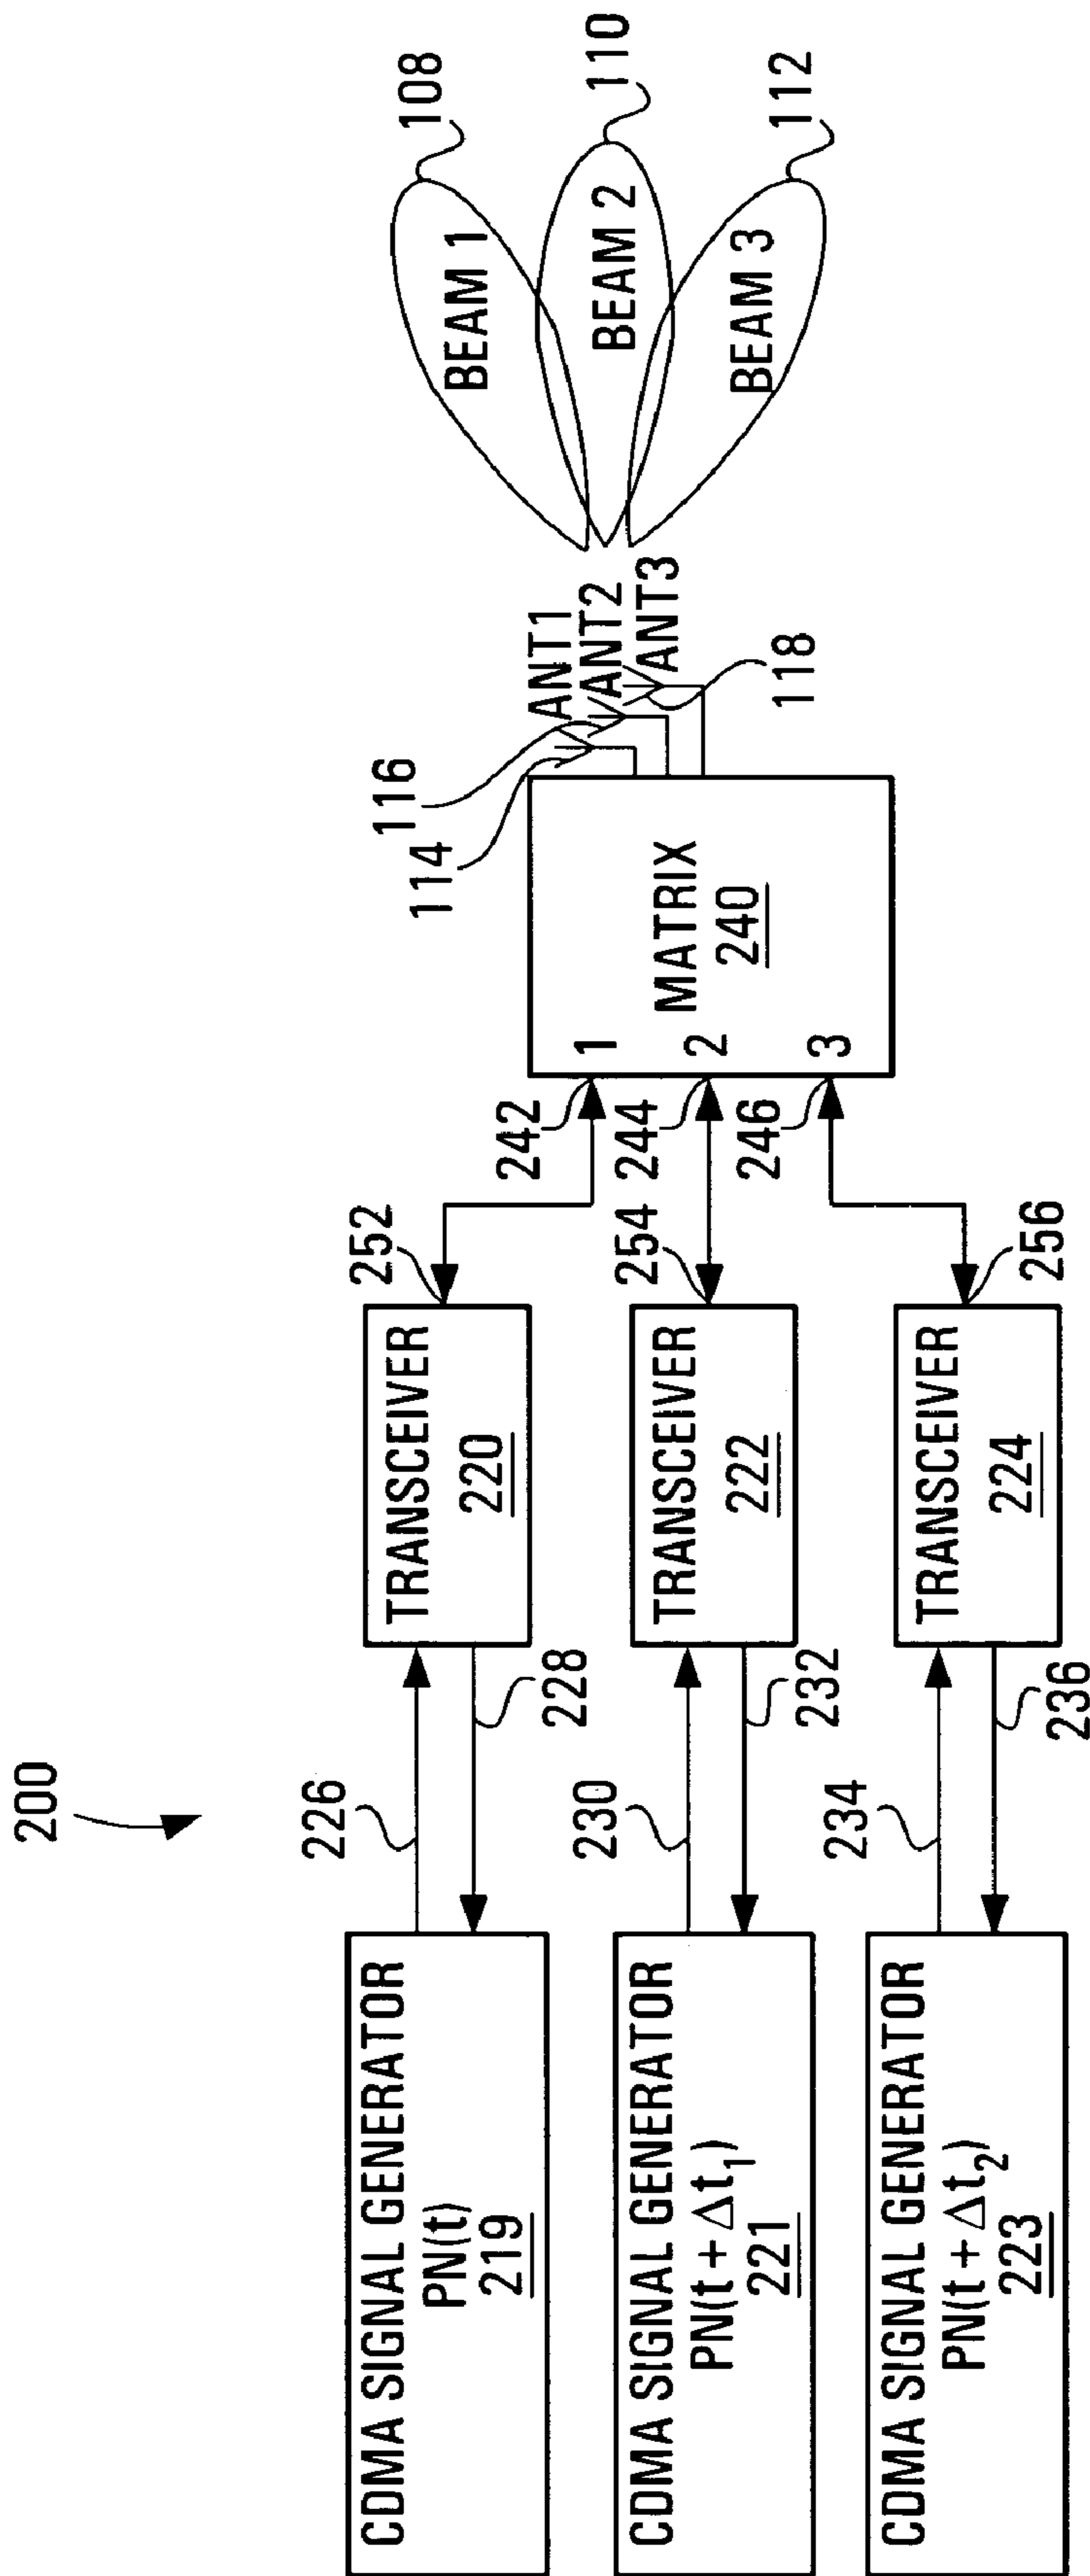 200
CDMA SIGNAL GENERATOR
PN(t)
219
226
228
TRANSCEIVER
220
252
CDMA SIGNAL GENERATOR
PN(t + Δt₁)
221
230
232
TRANSCEIVER
222
254
CDMA SIGNAL GENERATOR
PN(t + Δt₂)
223
234
236
TRANSCEIVER
224
256
242
244
246
1
2
3
MATRIX
240
114
116
118
ANT1
ANT2
ANT3
BEAM 1
BEAM 2
BEAM 3
108
110
112